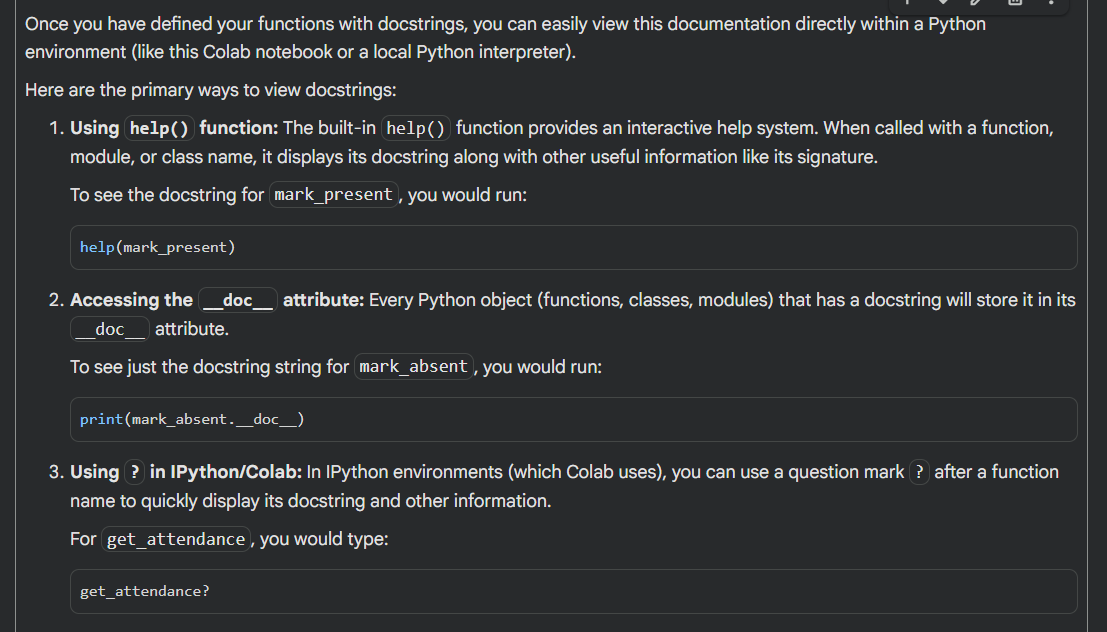 Once you have defined your functions with docstrings, you can easily view this documentation directly within a Python
environment (like this Colab notebook or a local Python interpreter).
Here are the primary ways to view docstrings:
1. Using help() function: The built-in help() function provides an interactive help system. When called with a function,
module, or class name, it displays its docstring along with other useful information like its signature.
To see the docstring for mark_present, you would run:
help(mark_present)
2. Accessing the __doc__ attribute: Every Python object (functions, classes, modules) that has a docstring will store it in its
__doc__ attribute.
To see just the docstring string for mark_absent, you would run:
print(mark_absent.__doc__)
3. Using ? in IPython/Colab: In IPython environments (which Colab uses), you can use a question mark ? after a function
name to quickly display its docstring and other information.
For get_attendance, you would type:
get_attendance?